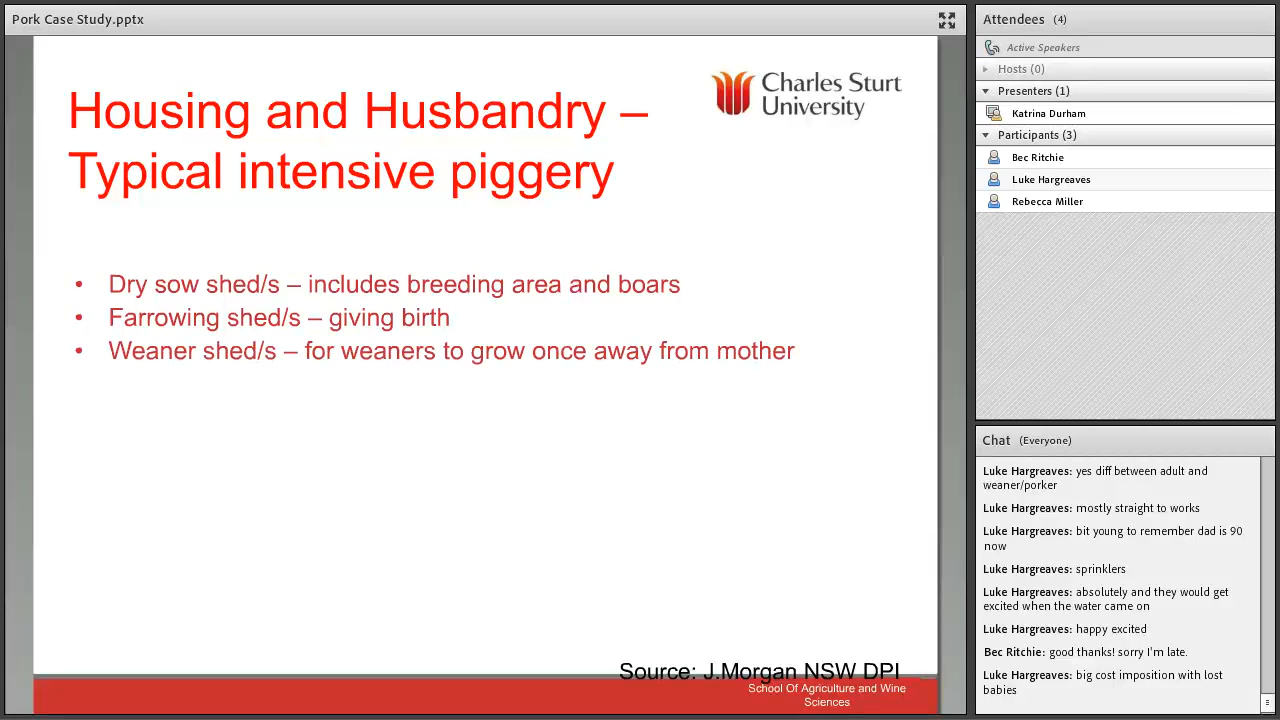 Pork Case Study.pptx
Housing and Husbandry –
Typical intensive piggery
Charles Sturt
University
• Dry sow shed/s – includes breeding area and boars
• Farrowing shed/s – giving birth
• Weaner shed/s – for weaners to grow once away from mother
Source: J.Morgan NSW DPI
School Of Agriculture and Wine
Sciences
Attendees (4)
Active Speakers
Hosts (0)
Presenters (1)
Katrina Durham
Participants (3)
Bec Ritchie
Luke Hargreaves
Rebecca Miller
Chat (Everyone)
Luke Hargreaves: yes diff between adult and
weaner/porker
Luke Hargreaves: mostly straight to works
Luke Hargreaves: bit young to remember dad is 90
now
Luke Hargreaves: sprinklers
Luke Hargreaves: absolutely and they would get
excited when the water came on
Luke Hargreaves: happy excited
Bec Ritchie: good thanks! sorry I'm late.
Luke Hargreaves: big cost imposition with lost
babies